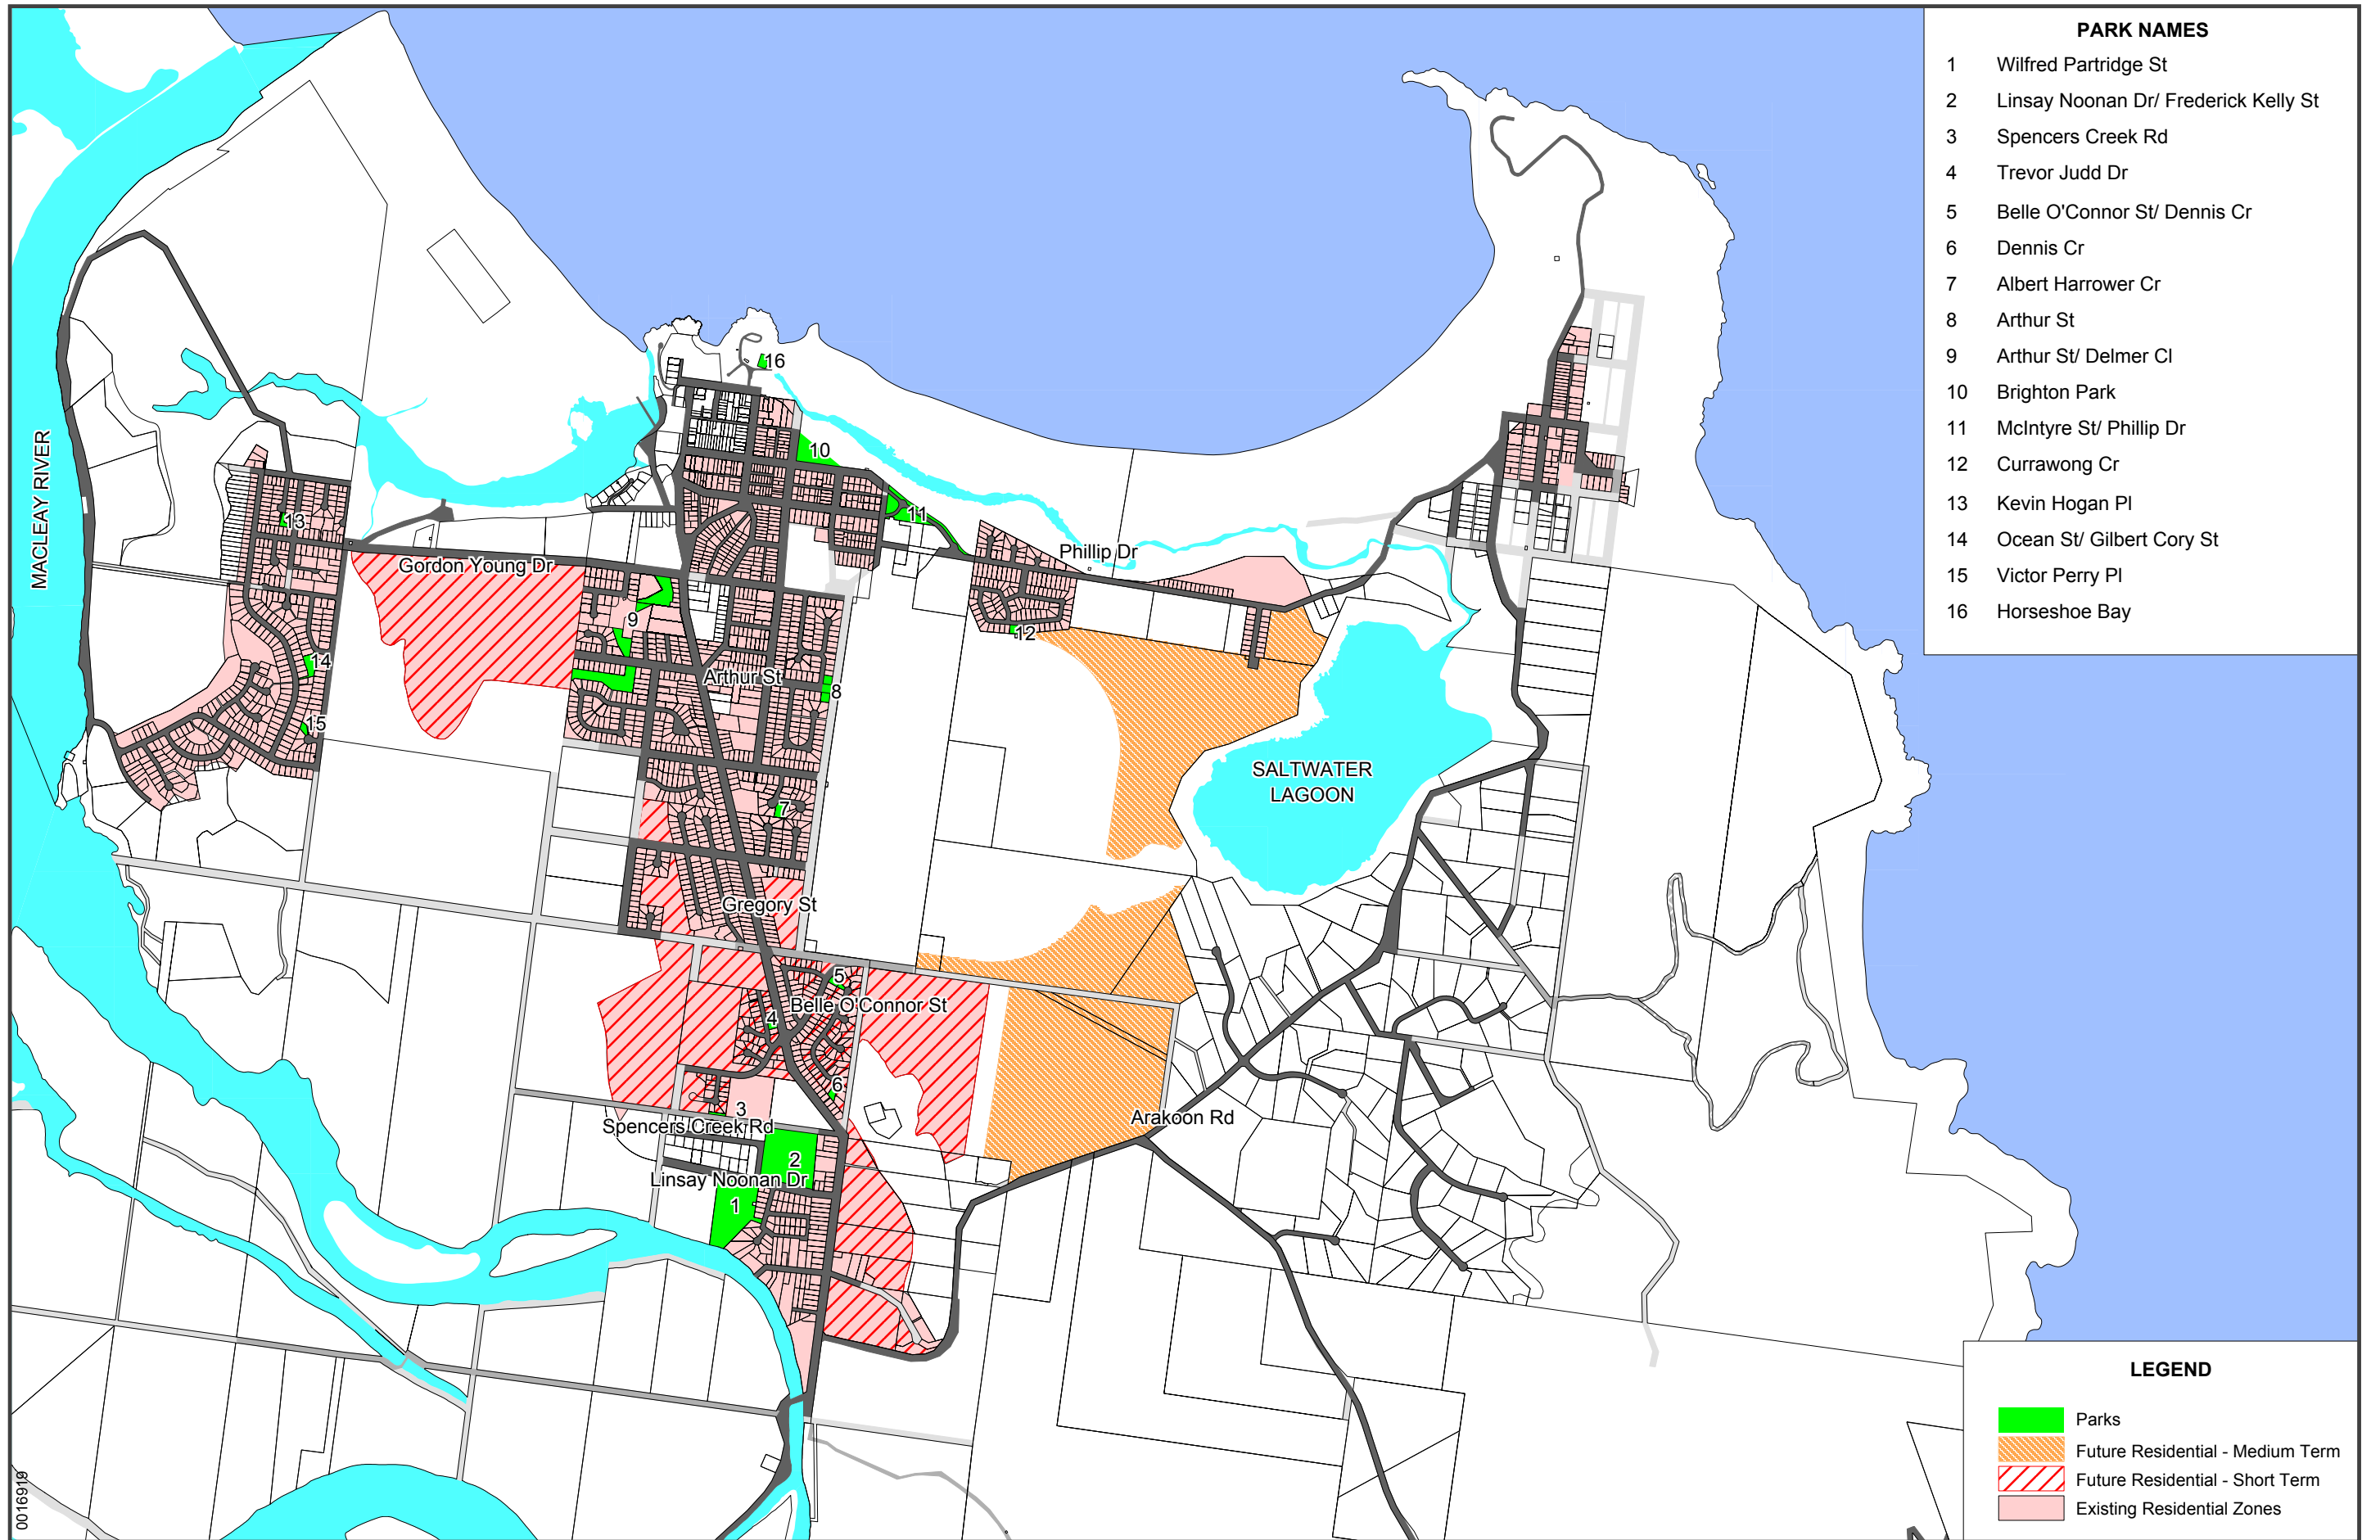 PARK NAMES
1 Wilfred Partridge St
2 Linsay Noonan Dr/ Frederick Kelly St
3 Spencers Creek Rd
4 Trevor Judd Dr
5 Belle O'Connor St/ Dennis Cr
6 Dennis Cr
7 Albert Harrower Cr
8 Arthur St
9 Arthur St/ Delmer Cl
10 Brighton Park
11 McIntyre St/ Phillip Dr
12 Currawong Cr
13 Kevin Hogan Pl
14 Ocean St/ Gilbert Cory St
15 Victor Perry Pl
16 Horseshoe Bay
16
10
MACLEAY RIVER
13
11
Phillip Dr
Gordon Young Dr
9
12
14
Arthur St
8
15
SALTWATER
LAGOON
7
Gregory St
5
Belle O'Connor St
4
6
3
Spencers Creek Rd
Arakoon Rd
2
Linsay Noonan Dr
1
LEGEND
Parks
Future Residential - Medium Term
Future Residential - Short Term
Existing Residential Zones
0016919